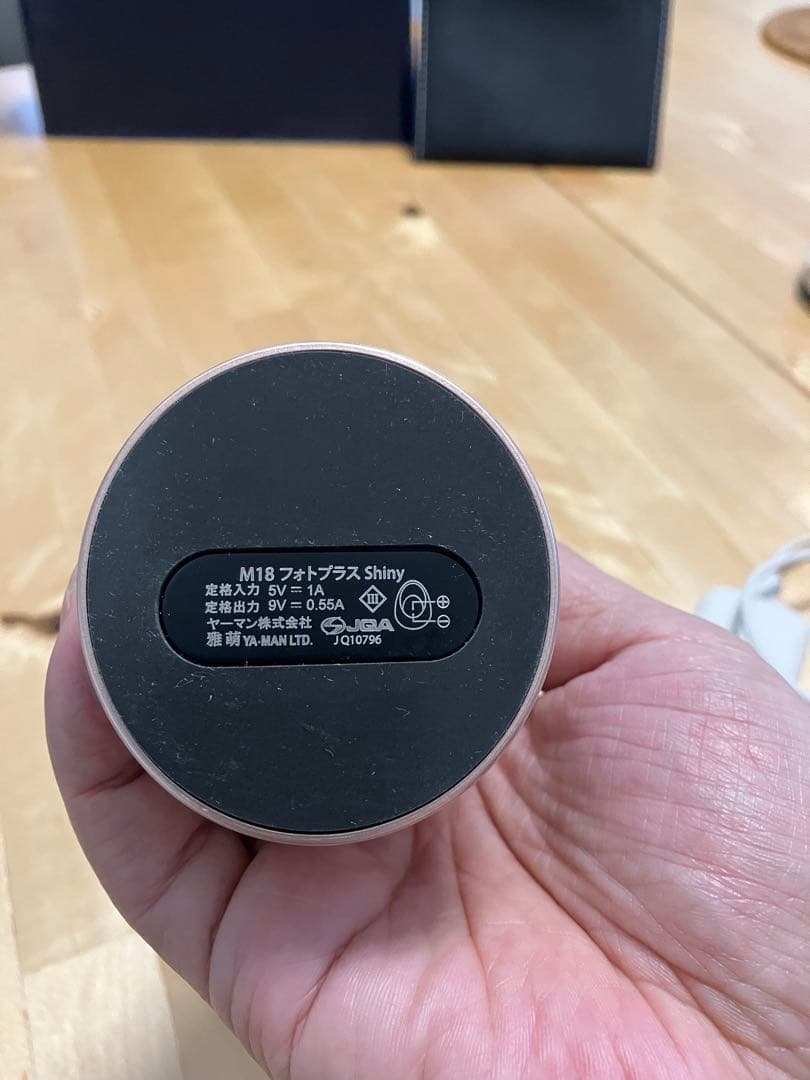 M18 フォトプラス Shiny
定格入力 5V⎓1A
定格出力 9V⎓0.55A
ヤーマン株式会社 JQA
雅萌 YA-MAN LTD. JQ10796
III